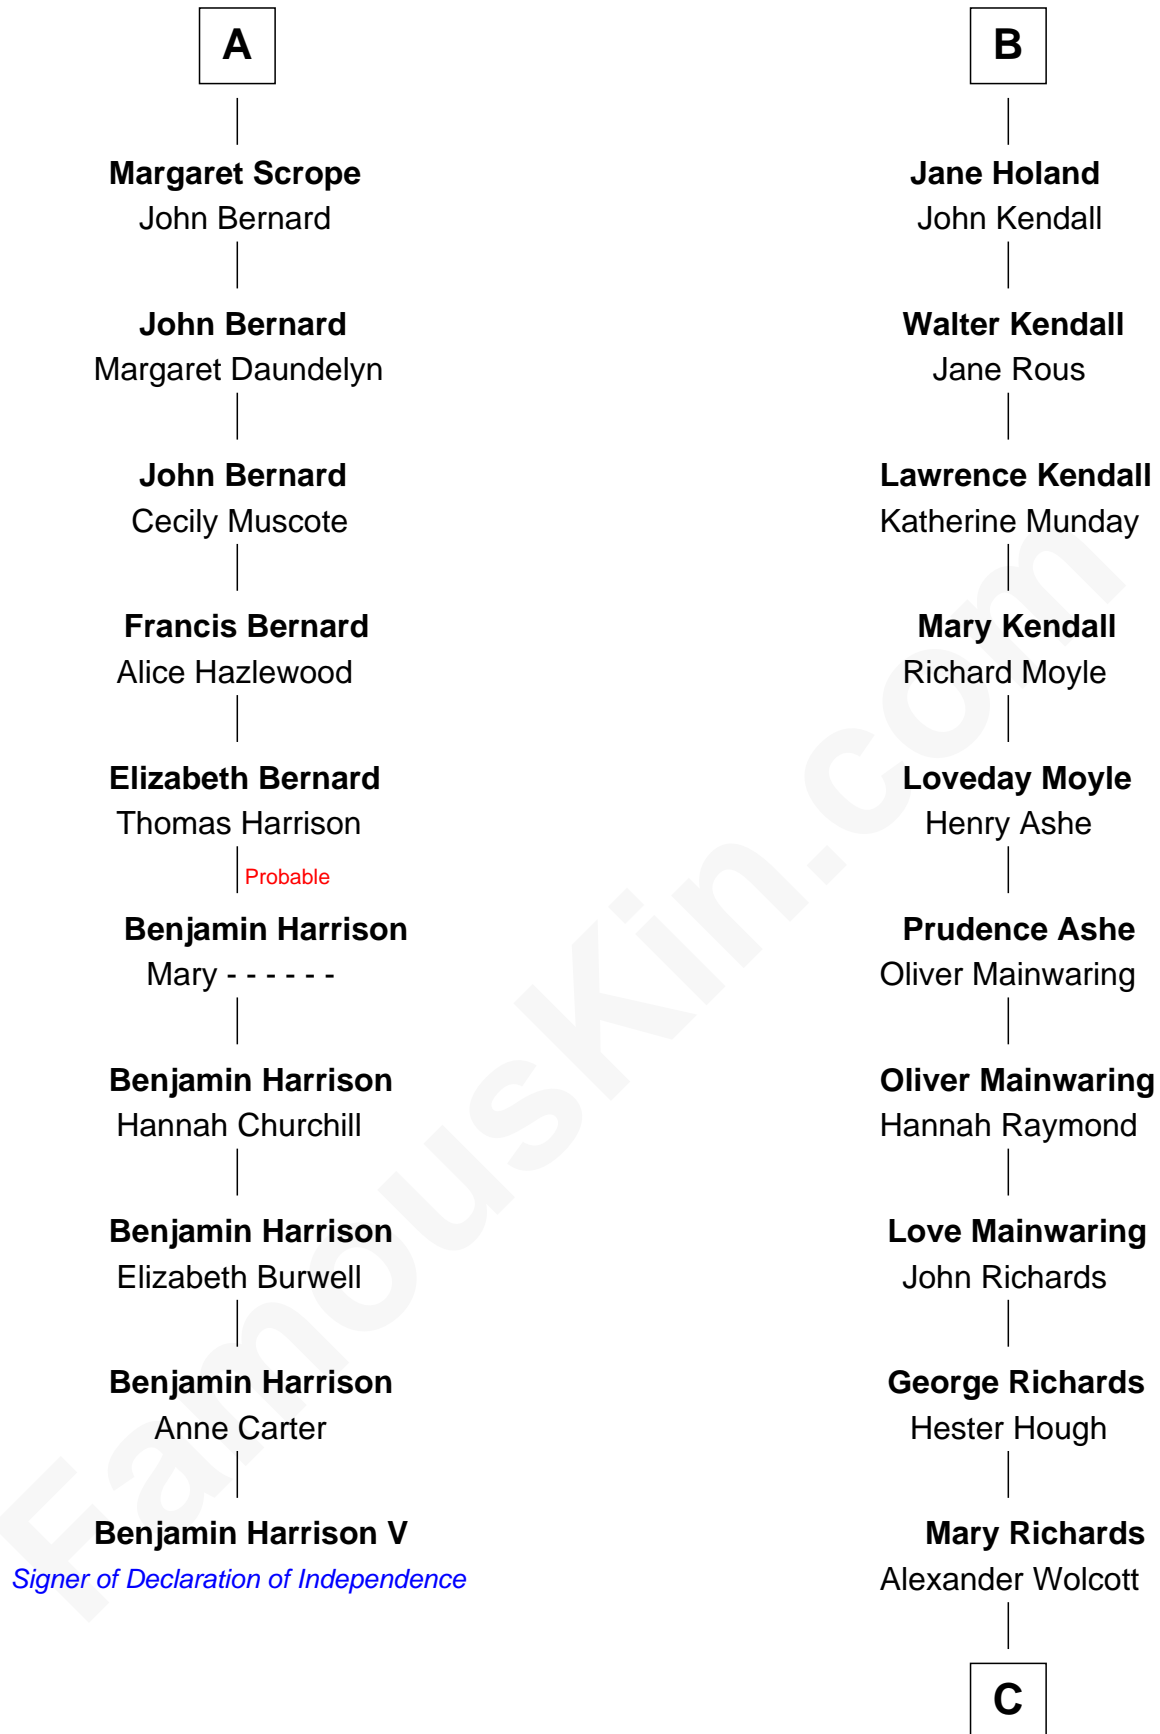 A
Margaret Scrope
John Bernard
John Bernard
Margaret Daundelyn
John Bernard
Cecily Muscote
Francis Bernard
Alice Hazlewood
Elizabeth Bernard
Thomas Harrison
Probable
Benjamin Harrison
Mary - - - - - -
Benjamin Harrison
Hannah Churchill
Benjamin Harrison
Elizabeth Burwell
Benjamin Harrison
Anne Carter
Benjamin Harrison V
Signer of Declaration of Independence
B
Jane Holand
John Kendall
Walter Kendall
Jane Rous
Lawrence Kendall
Katherine Munday
Mary Kendall
Richard Moyle
Loveday Moyle
Henry Ashe
Prudence Ashe
Oliver Mainwaring
Oliver Mainwaring
Hannah Raymond
Love Mainwaring
John Richards
George Richards
Hester Hough
Mary Richards
Alexander Wolcott
C
FamousKin.com